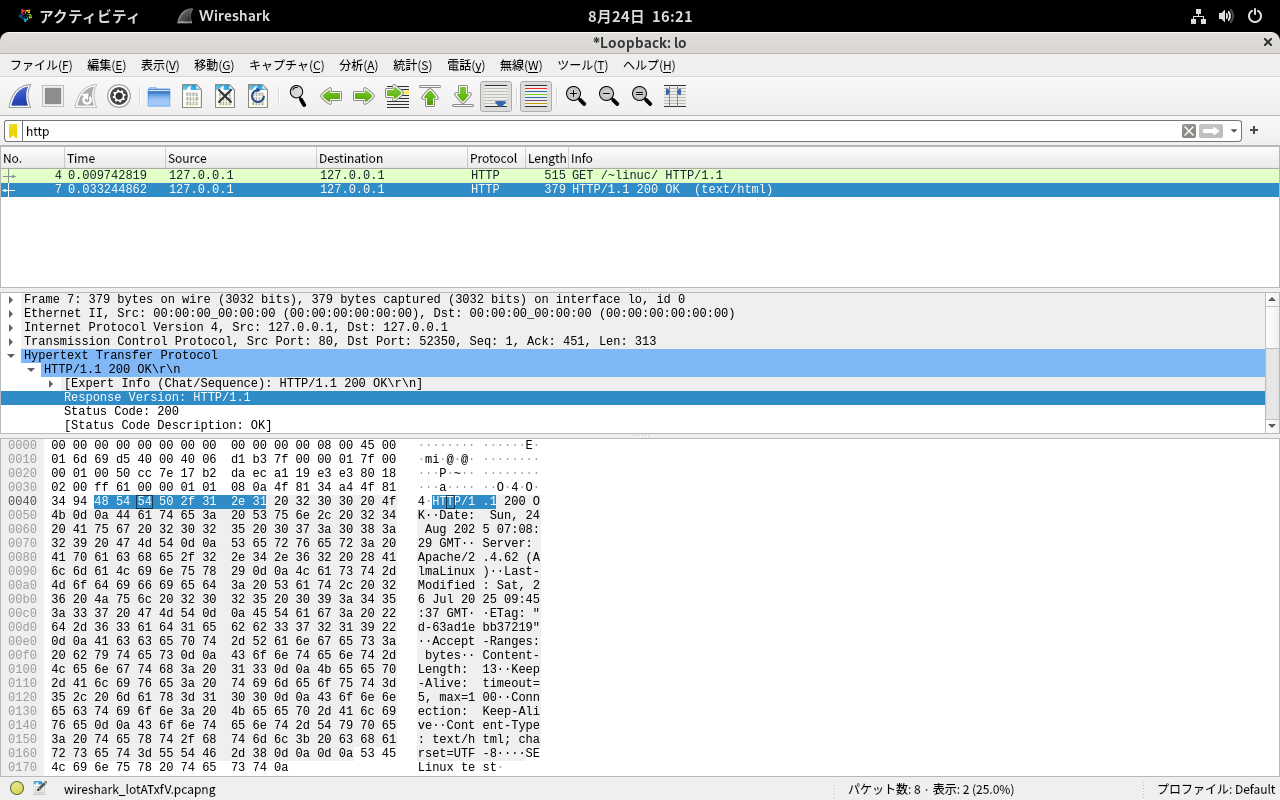 アクティビティ Wireshark 8月24日 16:21
*Loopback: lo
ファイル(F) 編集(E) 表示(V) 移動(G) キャプチャ(C) 分析(A) 統計(S) 電話(y) 無線(W) ツール(T) ヘルプ(H)
http
No. Time Source Destination Protocol Length Info
4 0.009742819 127.0.0.1 127.0.0.1 HTTP 515 GET /~linuc/ HTTP/1.1
7 0.033244862 127.0.0.1 127.0.0.1 HTTP 379 HTTP/1.1 200 OK (text/html)
Frame 7: 379 bytes on wire (3032 bits), 379 bytes captured (3032 bits) on interface lo, id 0
Ethernet II, Src: 00:00:00_00:00:00 (00:00:00:00:00:00), Dst: 00:00:00_00:00:00 (00:00:00:00:00:00)
Internet Protocol Version 4, Src: 127.0.0.1, Dst: 127.0.0.1
Transmission Control Protocol, Src Port: 80, Dst Port: 52350, Seq: 1, Ack: 451, Len: 313
Hypertext Transfer Protocol
HTTP/1.1 200 OK\r\n
[Expert Info (Chat/Sequence): HTTP/1.1 200 OK\r\n]
Response Version: HTTP/1.1
Status Code: 200
[Status Code Description: OK]
0000 00 00 00 00 00 00 00 00 00 00 00 00 08 00 45 00 ········ ······E·
0010 01 6d 69 d5 40 00 40 06 d1 b3 7f 00 00 01 7f 00 ·mi·@·@· ········
0020 00 01 00 50 cc 7e 17 b2 da ec a1 19 e3 e3 80 18 ···P·~·· ········
0030 02 00 ff 61 00 00 01 01 08 0a 4f 81 34 a4 4f 81 ···a···· ··O·4·O·
0040 34 94 48 54 54 50 2f 31 2e 31 20 32 30 30 20 4f 4·HTTP/1 .1 200 O
0050 4b 0d 0a 44 61 74 65 3a 20 53 75 6e 2c 20 32 34 K··Date: Sun, 24
0060 20 41 75 67 20 32 30 32 35 20 30 37 3a 30 38 3a Aug 202 5 07:08:
0070 32 39 20 47 4d 54 0d 0a 53 65 72 76 65 72 3a 20 29 GMT·· Server:
0080 41 70 61 63 68 65 2f 32 2e 34 2e 36 32 20 28 41 Apache/2 .4.62 (A
0090 6c 6d 61 4c 69 6e 75 78 29 0d 0a 4c 61 73 74 2d lmaLinux )··Last-
00a0 4d 6f 64 69 66 69 65 64 3a 20 53 61 74 2c 20 32 Modified : Sat, 2
00b0 36 20 4a 75 6c 20 32 30 32 35 20 30 39 3a 34 35 6 Jul 20 25 09:45
00c0 3a 33 37 20 47 4d 54 0d 0a 45 54 61 67 3a 20 22 :37 GMT· ·ETag: "
00d0 64 2d 36 33 61 64 31 65 62 62 33 37 32 31 39 22 d-63ad1e bb37219"
00e0 0d 0a 41 63 63 65 70 74 2d 52 61 6e 67 65 73 3a ··Accept -Ranges:
00f0 20 62 79 74 65 73 0d 0a 43 6f 6e 74 65 6e 74 2d bytes·· Content-
0100 4c 65 6e 67 74 68 3a 20 31 33 0d 0a 4b 65 65 70 Length: 13··Keep
0110 2d 41 6c 69 76 65 3a 20 74 69 6d 65 6f 75 74 3d -Alive: timeout=
0120 35 2c 20 6d 61 78 3d 31 30 30 0d 0a 43 6f 6e 6e 5, max=1 00··Conn
0130 65 63 74 69 6f 6e 3a 20 4b 65 65 70 2d 41 6c 69 ection: Keep-Ali
0140 76 65 0d 0a 43 6f 6e 74 65 6e 74 2d 54 79 70 65 ve··Cont ent-Type
0150 3a 20 74 65 78 74 2f 68 74 6d 6c 3b 20 63 68 61 : text/h tml; cha
0160 72 73 65 74 3d 55 54 46 2d 38 0d 0a 0d 0a 53 45 rset=UTF -8····SE
0170 4c 69 6e 75 78 20 74 65 73 74 0a Linux te st·
wireshark_lotATxfV.pcapng パケット数: 8 · 表示: 2 (25.0%) プロファイル: Default